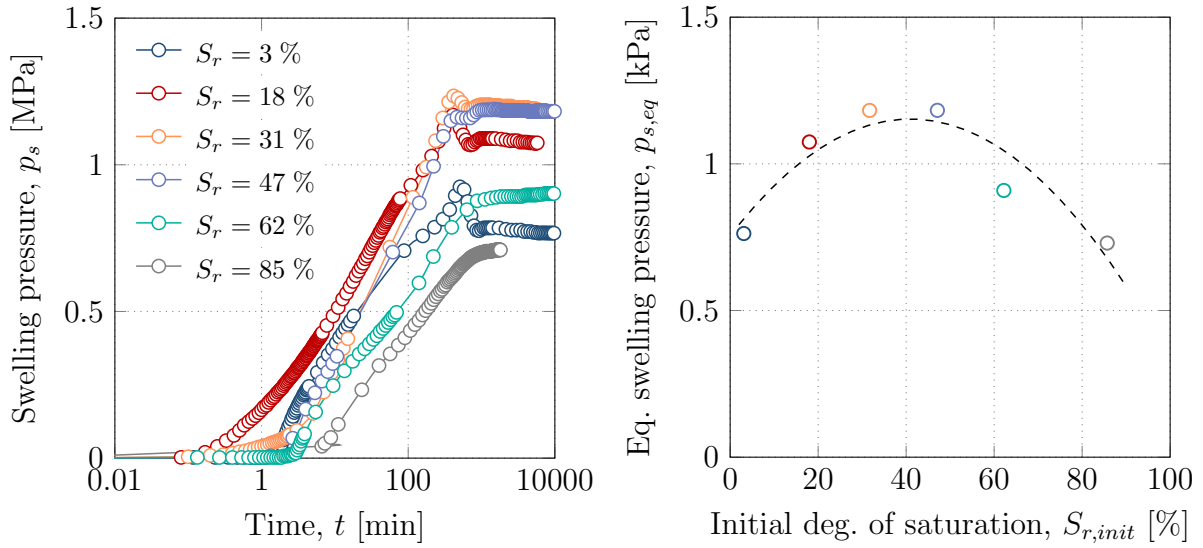 Swelling pressure, p_s [MPa]
1.5
1
0.5
0
S_r = 3 %
S_r = 18 %
S_r = 31 %
S_r = 47 %
S_r = 62 %
S_r = 85 %
0.01 1 100 10000
Time, t [min]
Eq. swelling pressure, p_{s,eq} [kPa]
1.5
1
0.5
0
0 20 40 60 80 100
Initial deg. of saturation, S_{r,init} [%]